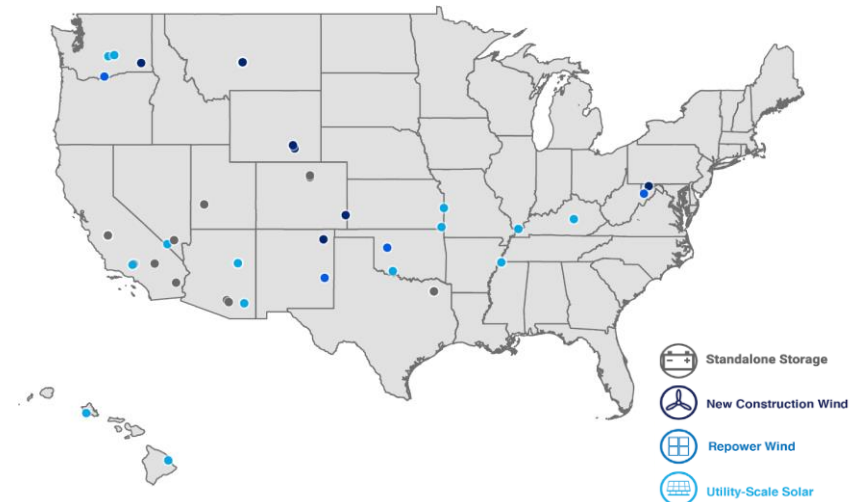 Standalone Storage
New Construction Wind
Repower Wind
Utility-Scale Solar